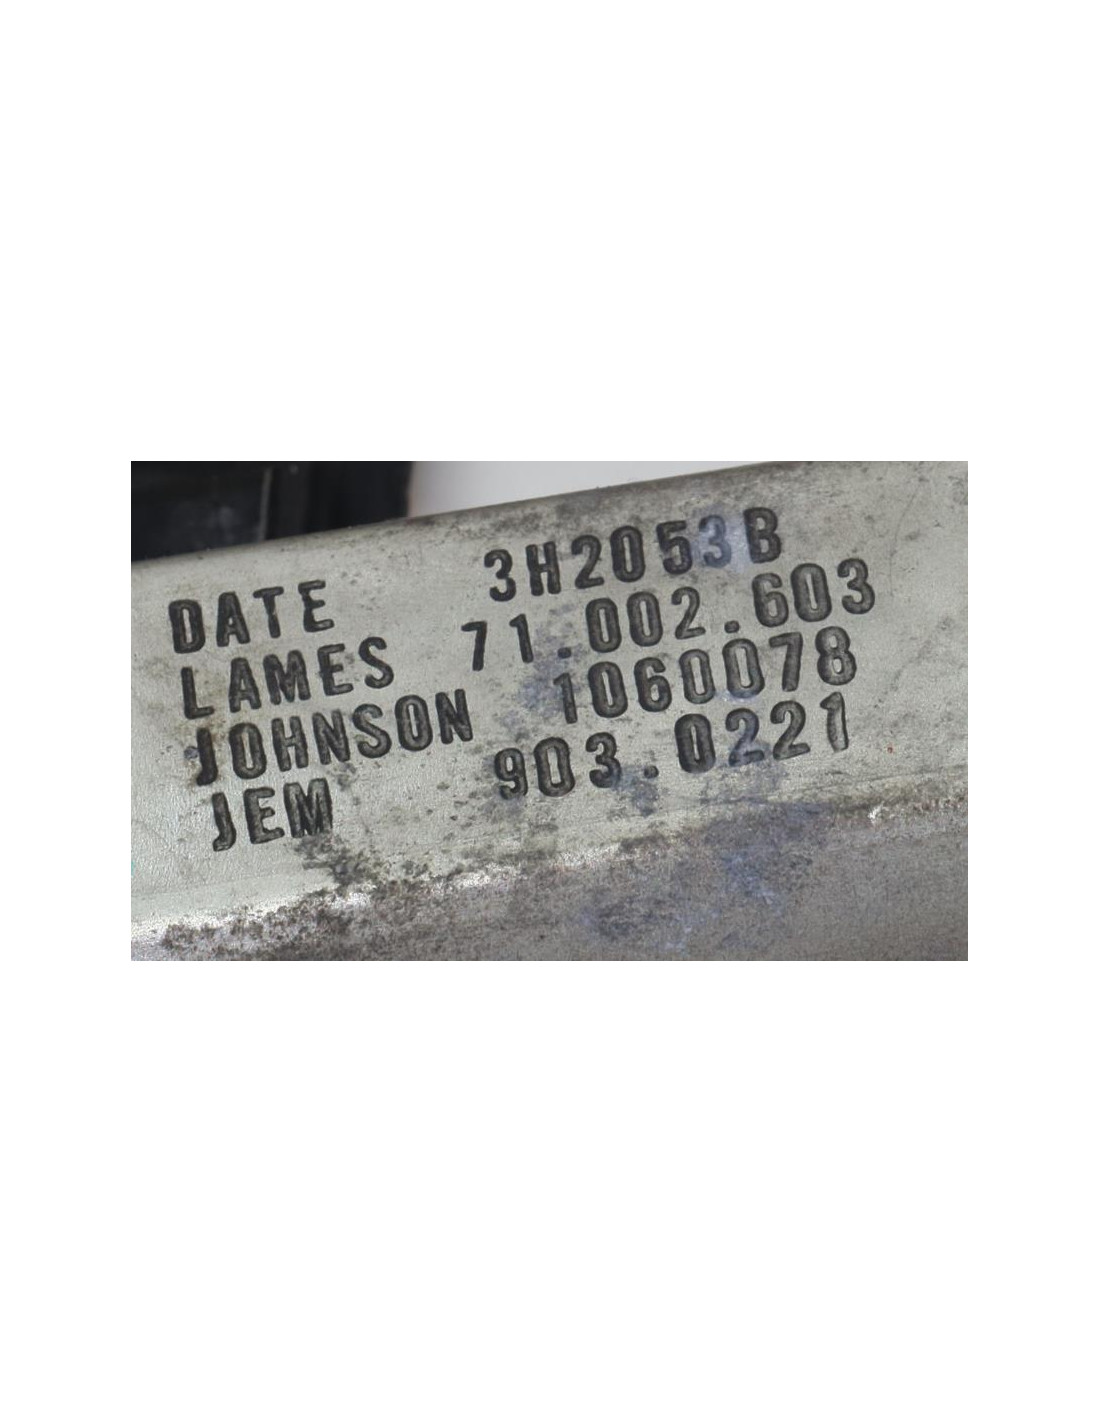 DATE 3H2053B
LAMES 71.002.603
JOHNSON 1060078
JEM 903.0221